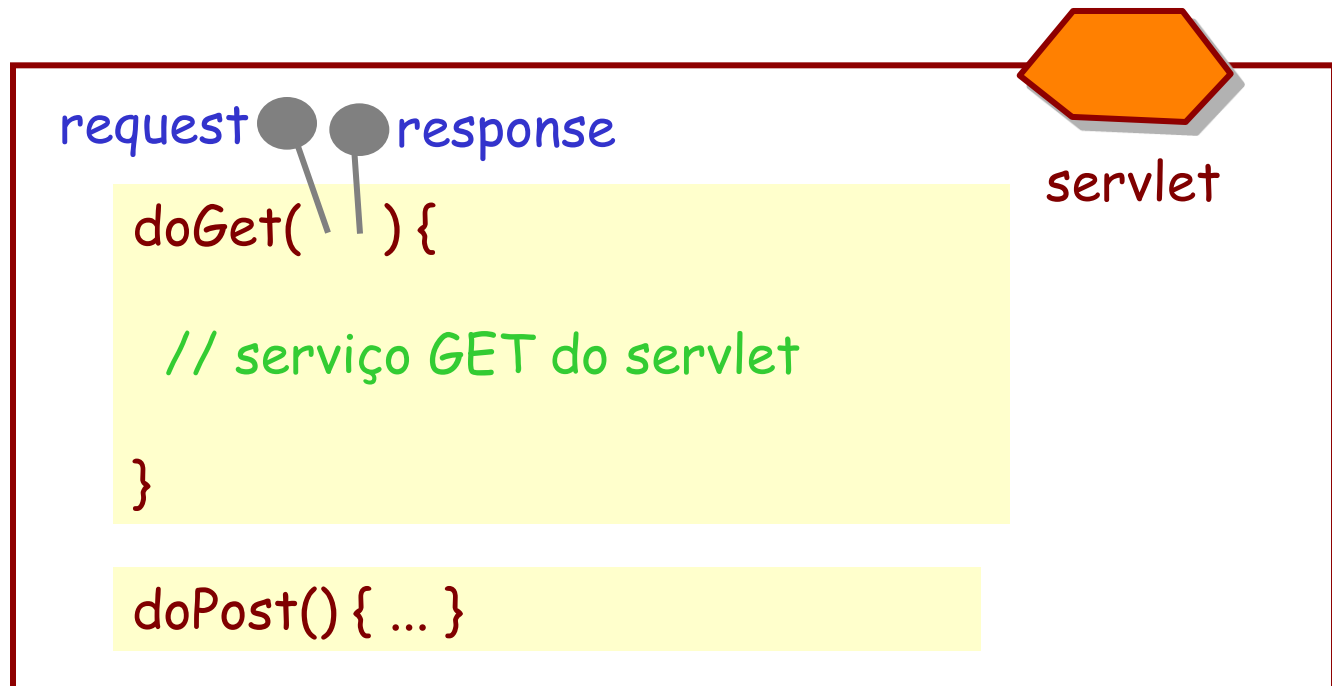 request response
servlet
doGet( ) {
// serviço GET do servlet
}
doPost() { ... }